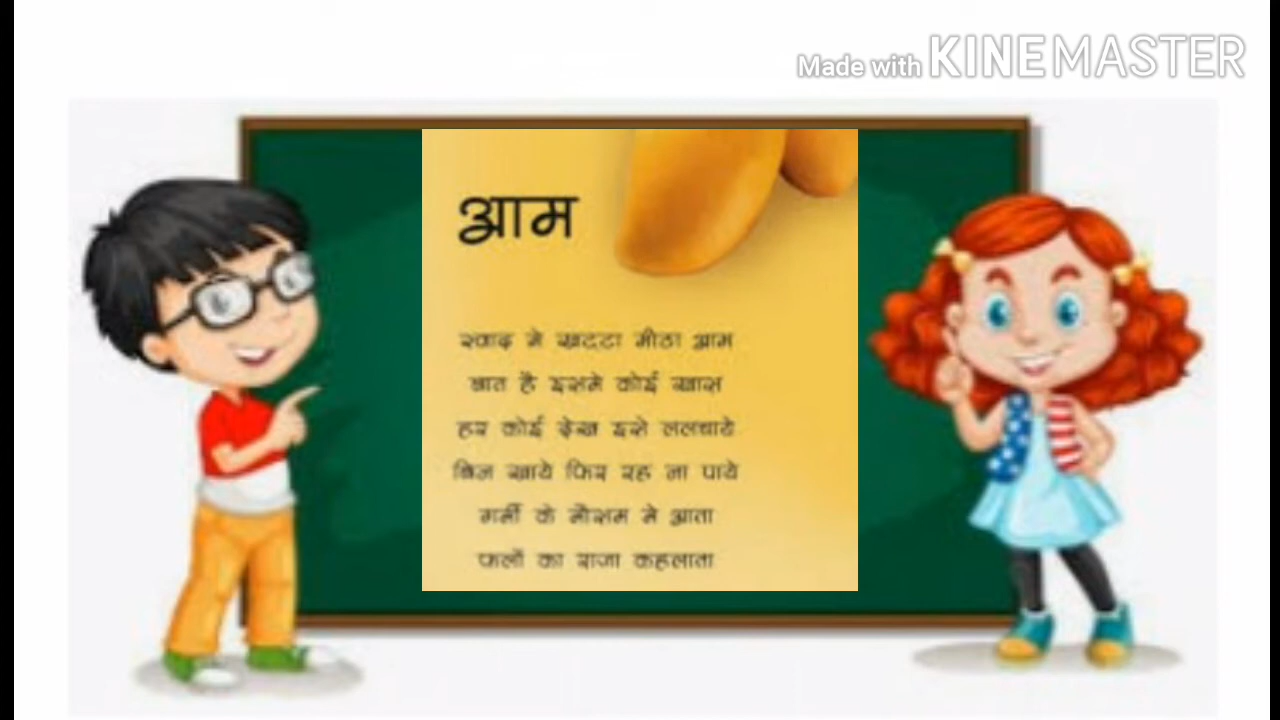 Made with KINEMASTER
आम
स्वाद मे खट्टा मीठा आम
बात है इसमे कोई खास
हर कोई देख इसे ललचाये
बिन खाये फिर रह ना पाये
गर्मी के मौसम मे आता
फलों का राजा कहलाता